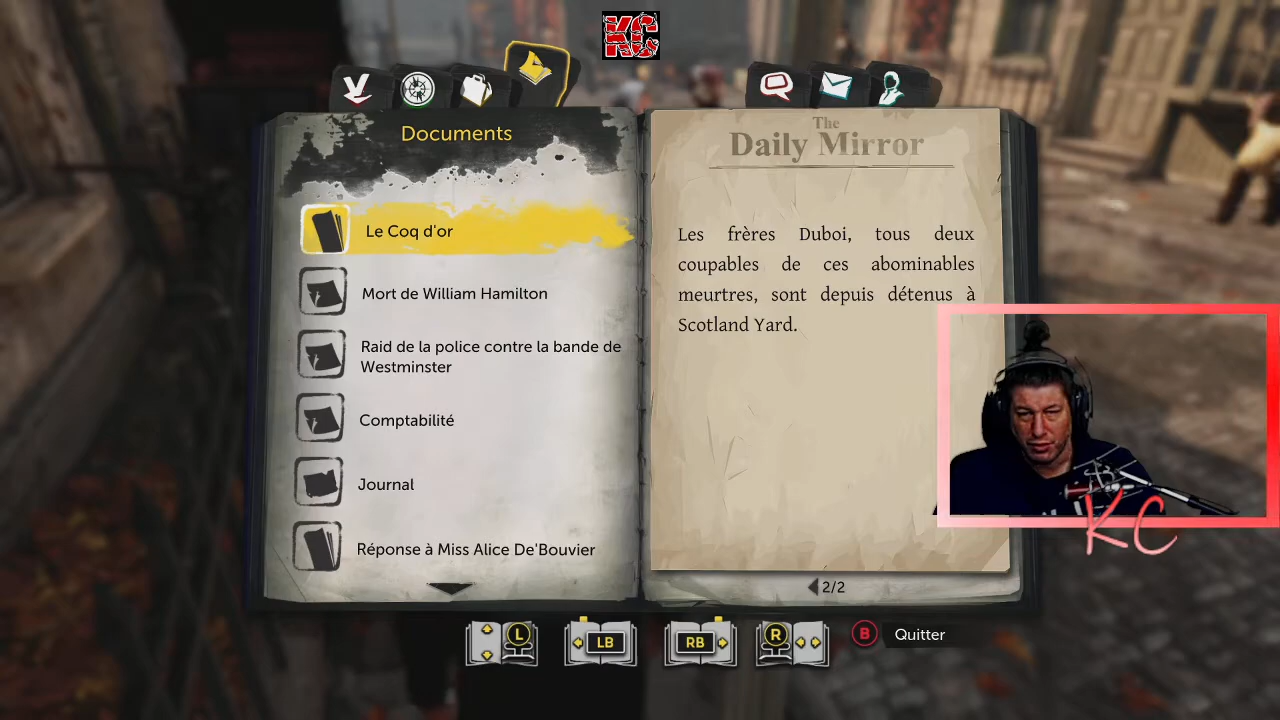 KC
Documents
Le Coq d'or
Mort de William Hamilton
Raid de la police contre la bande de
Westminster
Comptabilité
Journal
Réponse à Miss Alice De'Bouvier
The
Daily Mirror
Les frères Duboi, tous deux
coupables de ces abominables
meurtres, sont depuis détenus à
Scotland Yard.
2/2
KC
L
LB
RB
R
B
Quitter